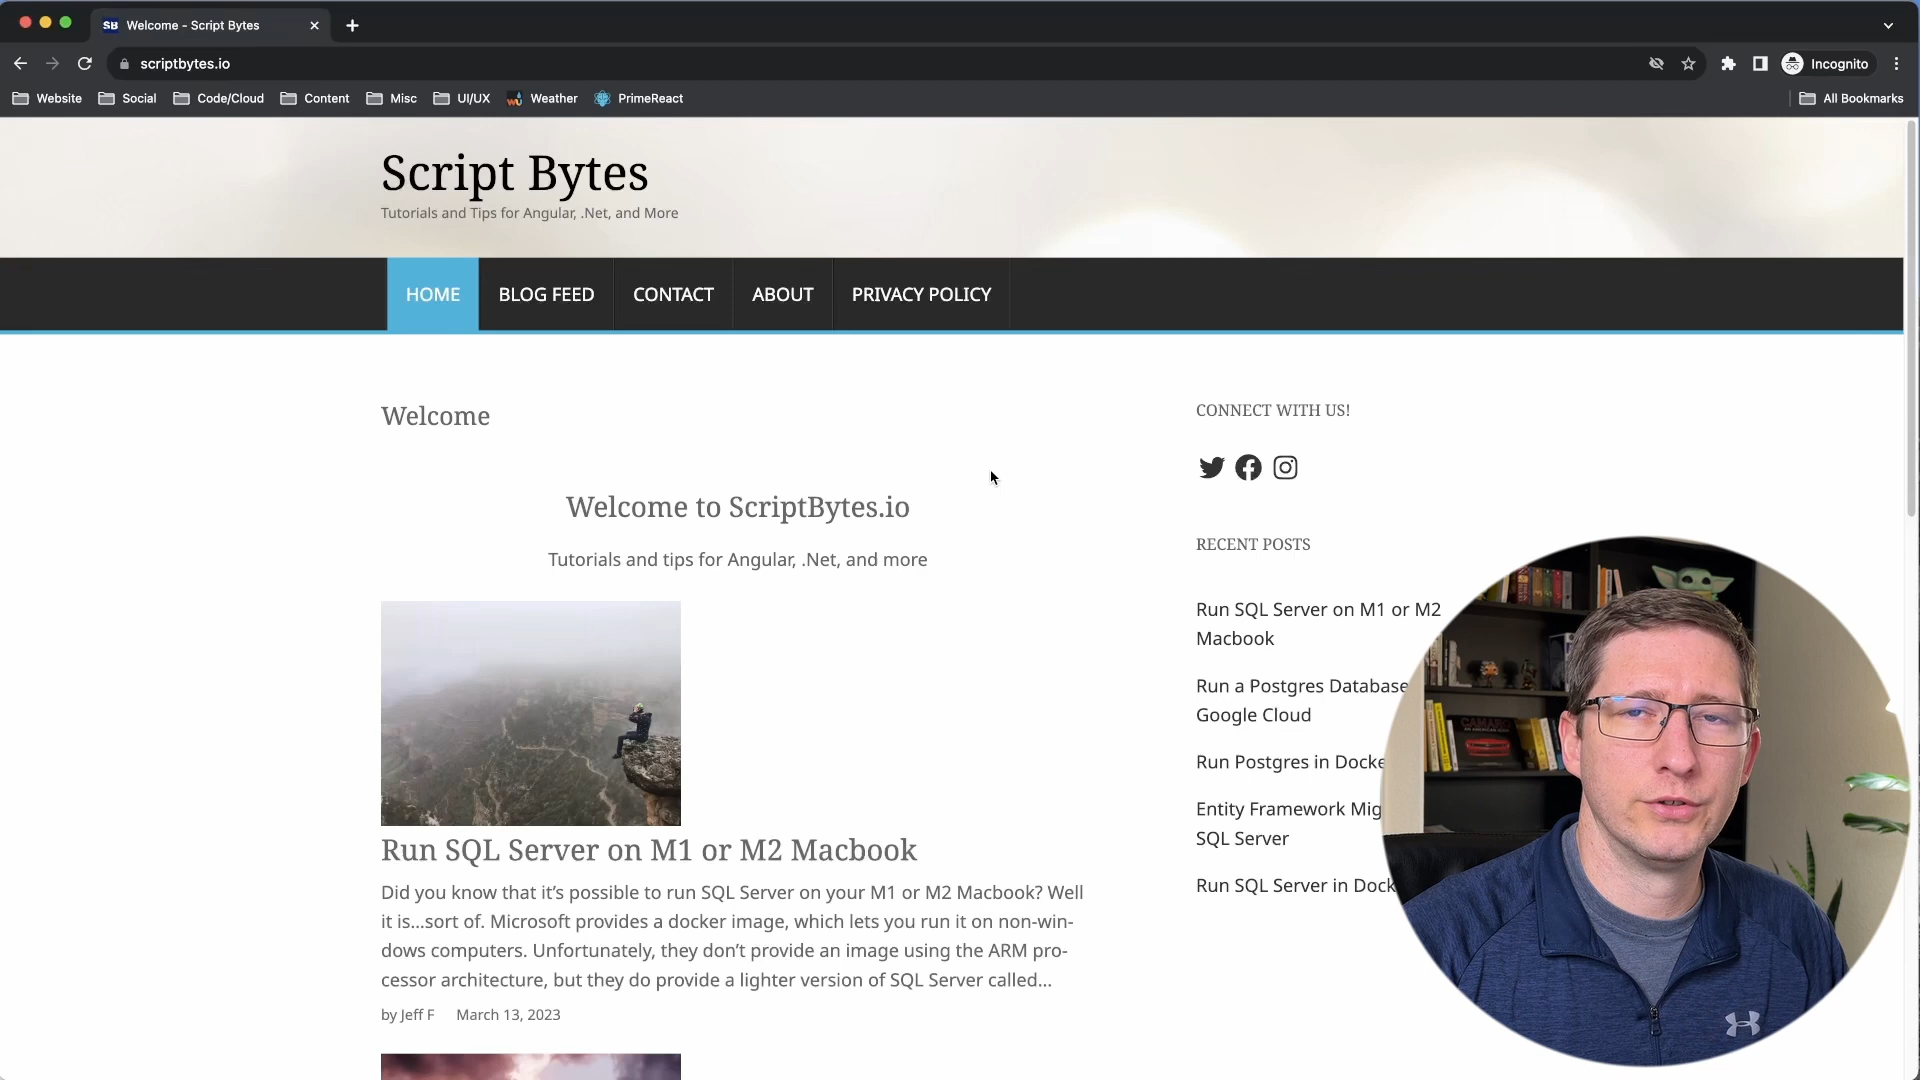 SB Welcome - Script Bytes
scriptbytes.io
Incognito
Website
Social
Code/Cloud
Content
Misc
UI/UX
Weather
PrimeReact
All Bookmarks
Script Bytes
Tutorials and Tips for Angular, .Net, and More
HOME
BLOG FEED
CONTACT
ABOUT
PRIVACY POLICY
Welcome
Welcome to ScriptBytes.io
Tutorials and tips for Angular, .Net, and more
Run SQL Server on M1 or M2 Macbook
Did you know that it’s possible to run SQL Server on your M1 or M2 Macbook? Well
it is...sort of. Microsoft provides a docker image, which lets you run it on non-win-
dows computers. Unfortunately, they don’t provide an image using the ARM pro-
cessor architecture, but they do provide a lighter version of SQL Server called...
by Jeff F
March 13, 2023
CONNECT WITH US!
RECENT POSTS
Run SQL Server on M1 or M2
Macbook
Run a Postgres Database
Google Cloud
Run Postgres in Docke
Entity Framework Mig
SQL Server
Run SQL Server in Dock
CAMARO